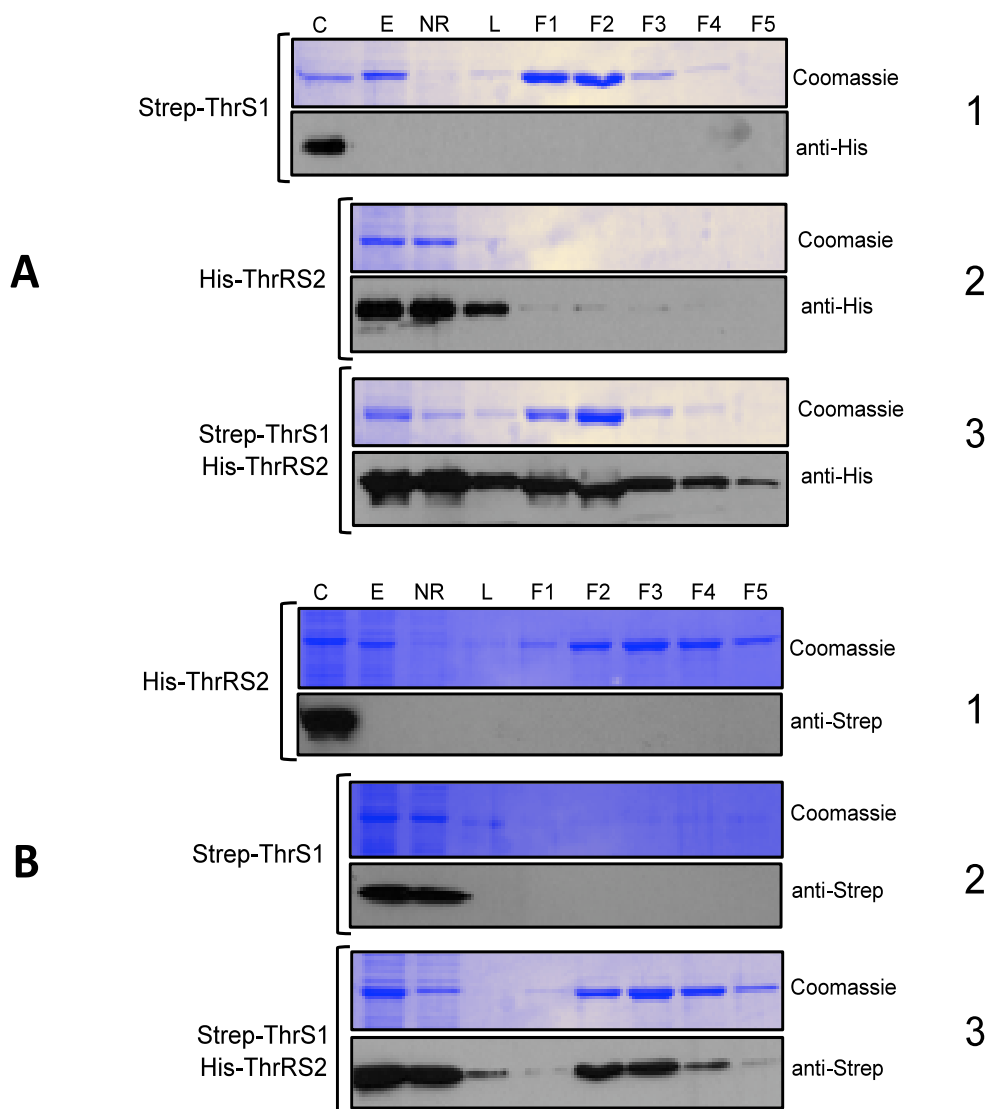 C E NR L F1 F2 F3 F4 F5
Coomassie
Strep-ThrS1
1
anti-His
Coomasie
A
His-ThrRS2
2
anti-His
Coomassie
Strep-ThrS1
His-ThrRS2
3
anti-His
C E NR L F1 F2 F3 F4 F5
Coomassie
His-ThrRS2
1
anti-Strep
Coomassie
B
Strep-ThrS1
2
anti-Strep
Coomassie
Strep-ThrS1
His-ThrRS2
3
anti-Strep